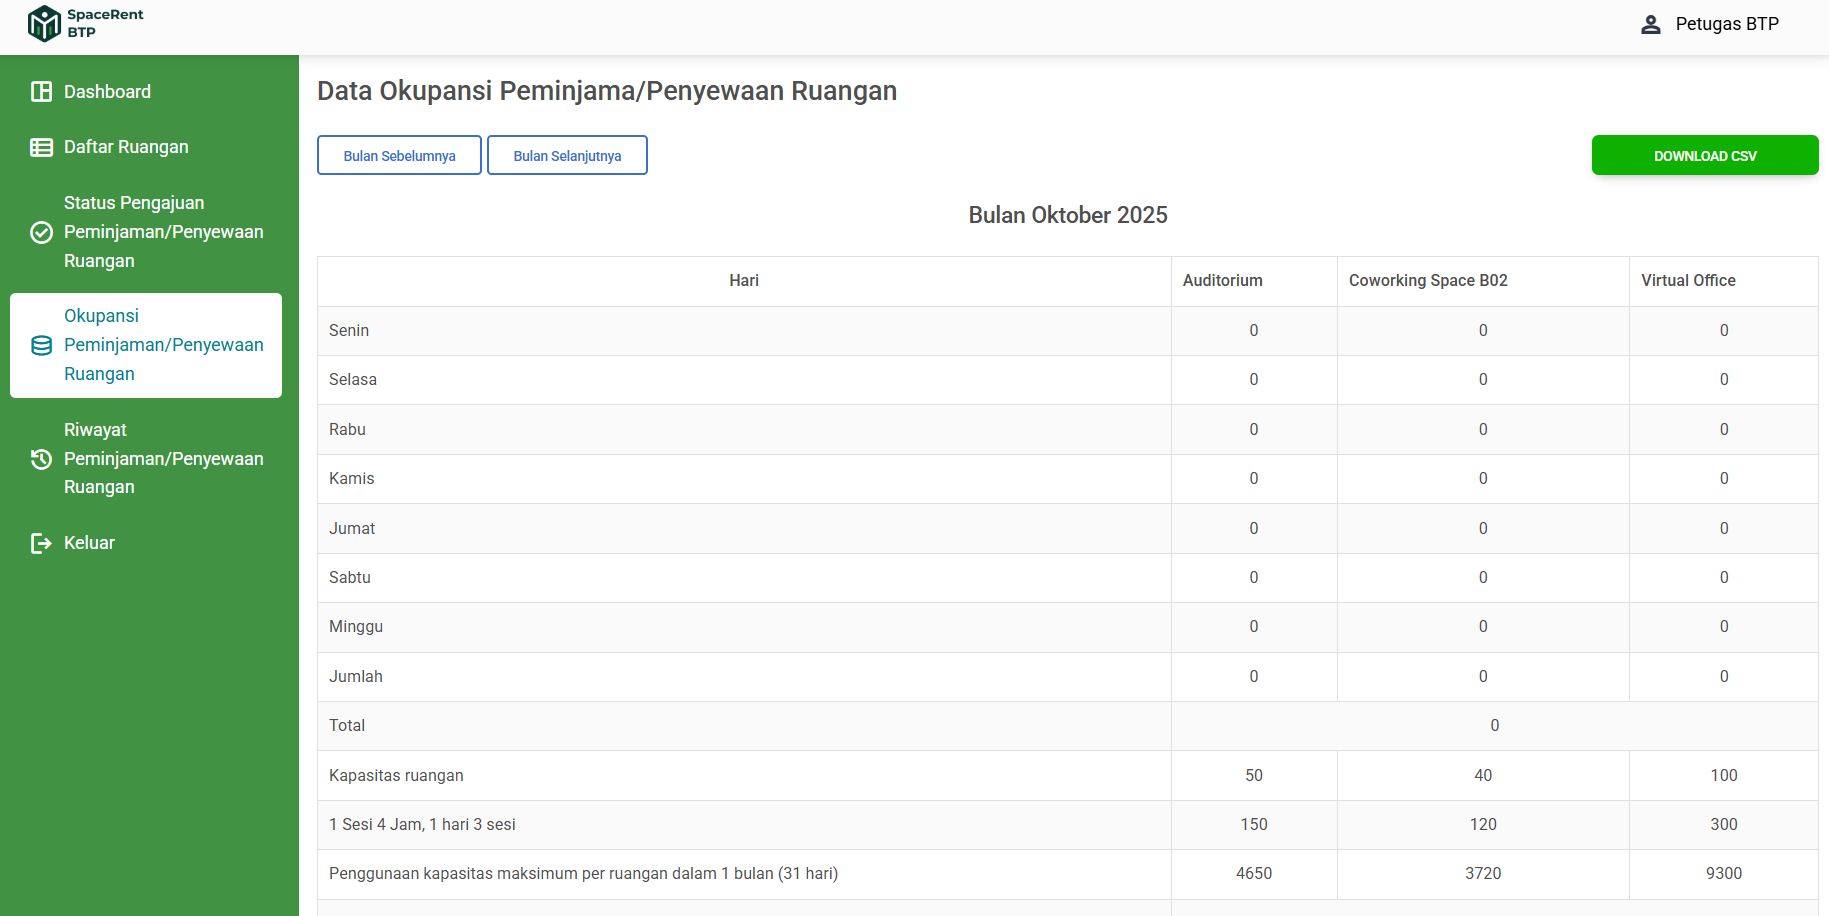 SpaceRent
BTP
Petugas BTP
Dashboard
Daftar Ruangan
Status Pengajuan
Peminjaman/Penyewaan
Ruangan
Okupansi
Peminjaman/Penyewaan
Ruangan
Riwayat
Peminjaman/Penyewaan
Ruangan
Keluar
Data Okupansi Peminjama/Penyewaan Ruangan
Bulan Sebelumnya Bulan Selanjutnya DOWNLOAD CSV
Bulan Oktober 2025
Hari Auditorium Coworking Space B02 Virtual Office
Senin 0 0 0
Selasa 0 0 0
Rabu 0 0 0
Kamis 0 0 0
Jumat 0 0 0
Sabtu 0 0 0
Minggu 0 0 0
Jumlah 0 0 0
Total 0
Kapasitas ruangan 50 40 100
1 Sesi 4 Jam, 1 hari 3 sesi 150 120 300
Penggunaan kapasitas maksimum per ruangan dalam 1 bulan (31 hari) 4650 3720 9300